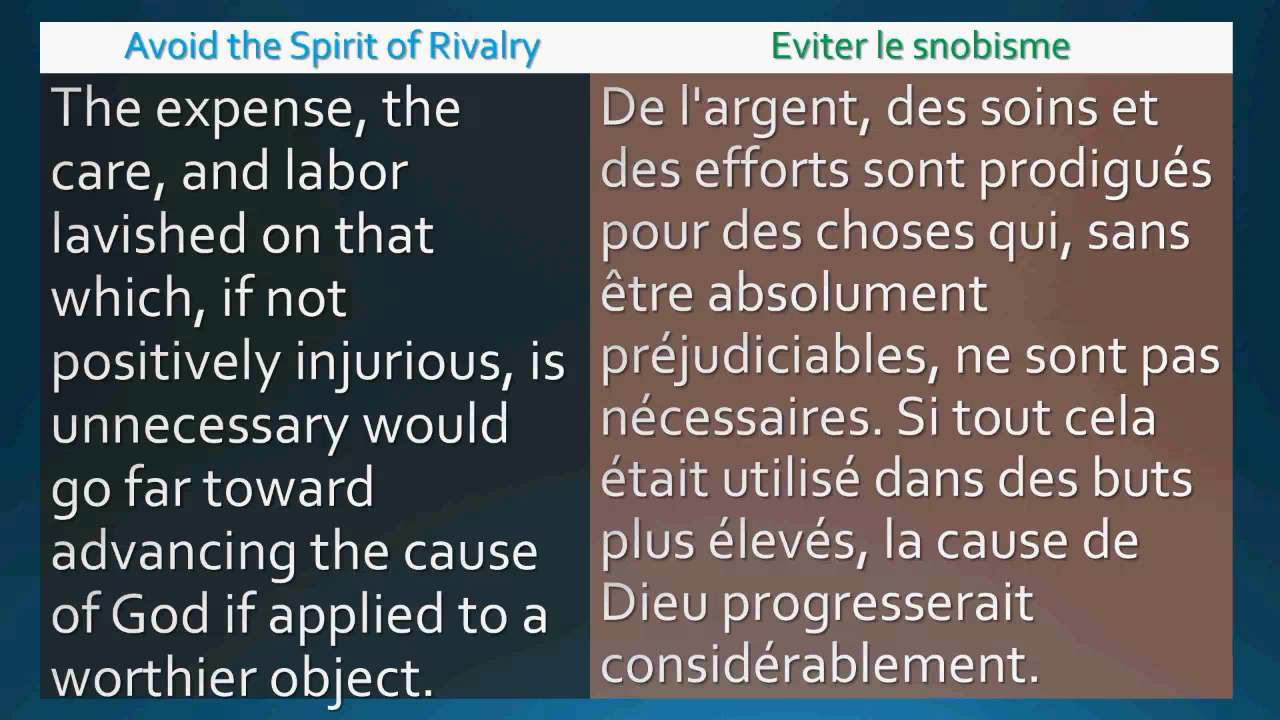 Avoid the Spirit of Rivalry
The expense, the
care, and labor
lavished on that
which, if not
positively injurious, is
unnecessary would
go far toward
advancing the cause
of God if applied to a
worthier object.
Eviter le snobisme
De l'argent, des soins et
des efforts sont prodigués
pour des choses qui, sans
être absolument
préjudiciables, ne sont pas
nécessaires. Si tout cela
était utilisé dans des buts
plus élevés, la cause de
Dieu progresserait
considérablement.